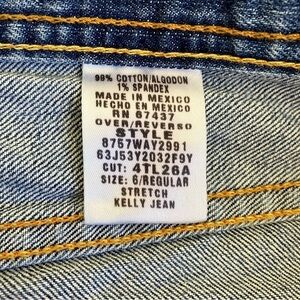 99% COTTON/ALGODON
1% SPANDEX
MADE IN MEXICO
HECHO EN MEXICO
RN 67437
OVER/REVERSO
STYLE
8757WAY2991
63J53Y2032F9Y
CUT: 4TL26A
SIZE: 6/REGULAR
STRETCH
KELLY JEAN